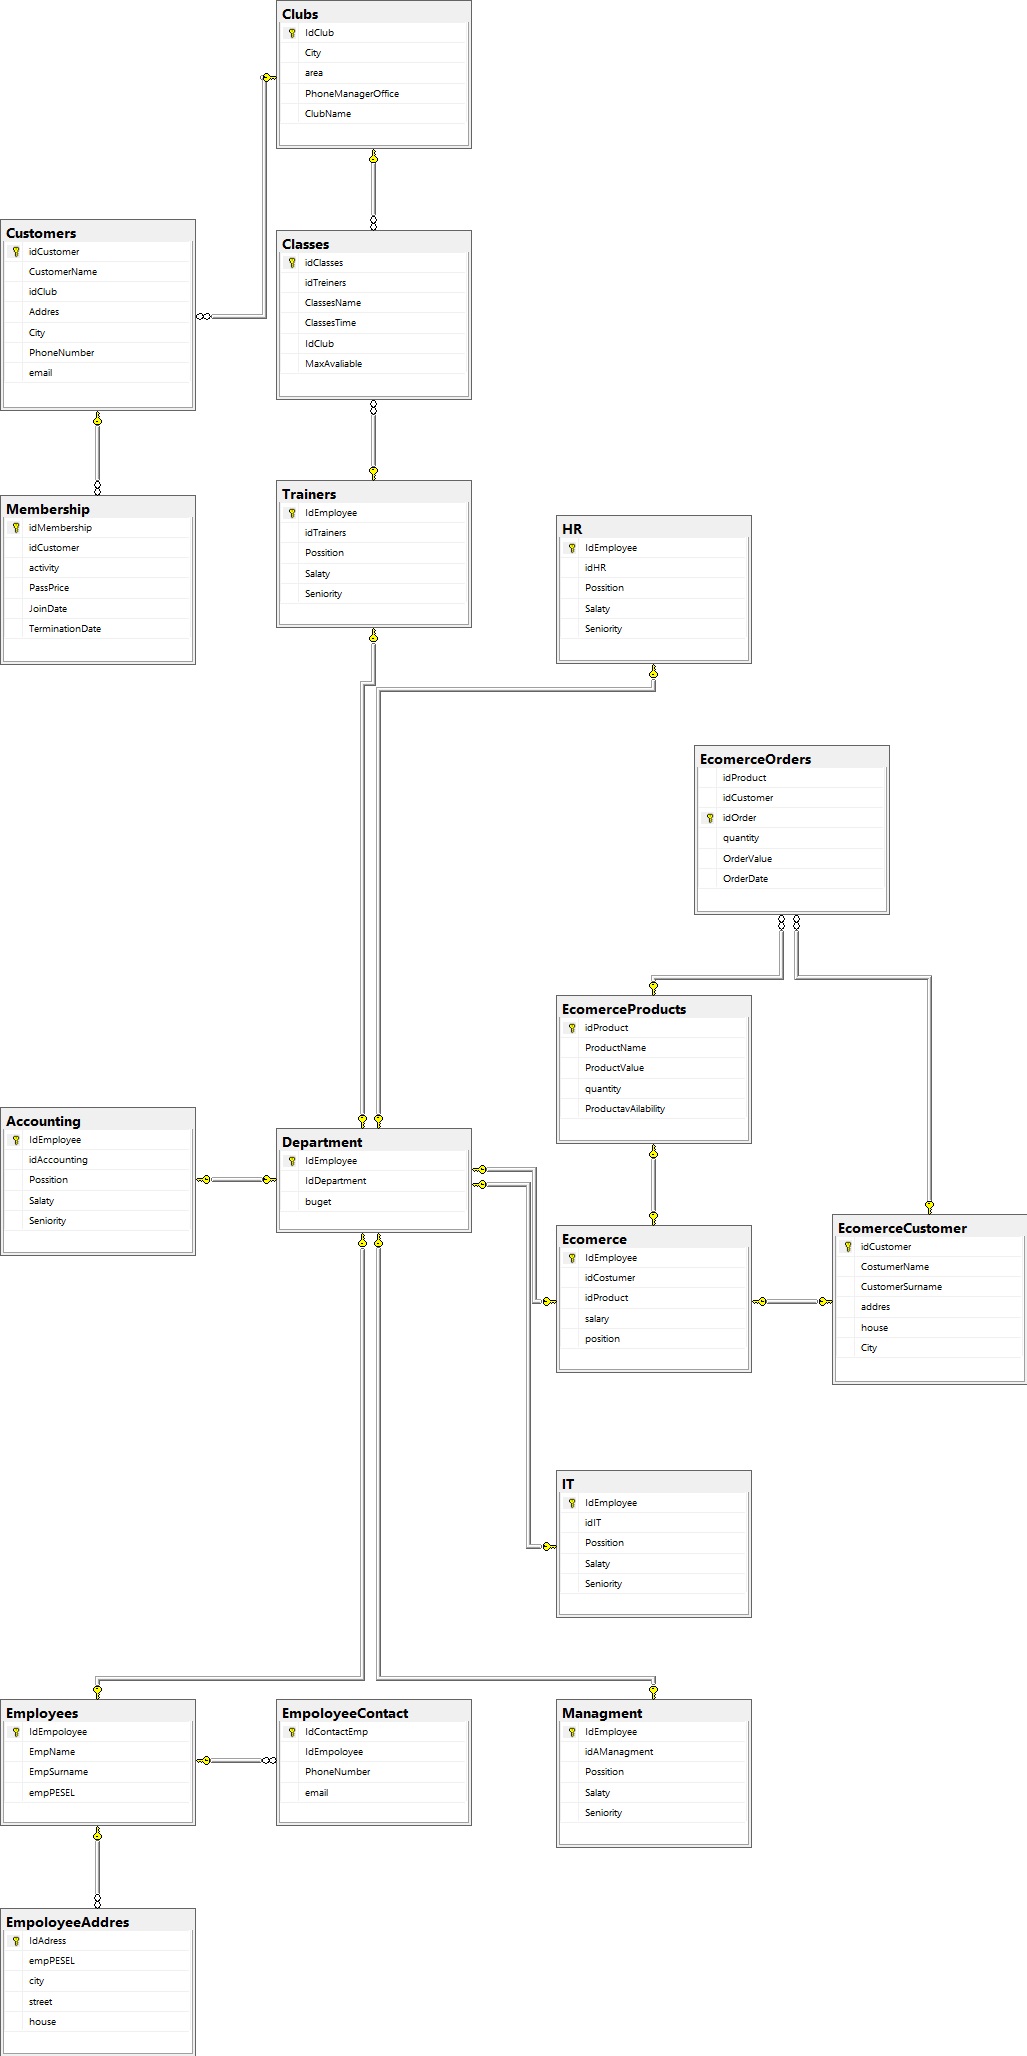 Clubs
IdClub
City
area
PhoneManagerOffice
ClubName
Customers
idCustomer
CustomerName
idClub
Addres
City
PhoneNumber
email
Classes
idClasses
idTreiners
ClassesName
ClassesTime
IdClub
MaxAvaliable
Membership
idMembership
idCustomer
activity
PassPrice
JoinDate
TerminationDate
Trainers
IdEmployee
idTrainers
Possition
Salaty
Seniority
HR
IdEmployee
idHR
Possition
Salaty
Seniority
EcomerceOrders
idProduct
idCustomer
idOrder
quantity
OrderValue
OrderDate
EcomerceProducts
idProduct
ProductName
ProductValue
quantity
ProductavAilability
Accounting
IdEmployee
idAccounting
Possition
Salaty
Seniority
Department
IdEmployee
IdDepartment
buget
Ecomerce
IdEmployee
idCostumer
idProduct
salary
position
EcomerceCustomer
idCustomer
CostumerName
CustomerSurname
addres
house
City
IT
IdEmployee
idIT
Possition
Salaty
Seniority
Employees
IdEmpoloyee
EmpName
EmpSurname
empPESEL
EmpoloyeeContact
IdContactEmp
IdEmpoloyee
PhoneNumber
email
Managment
IdEmployee
idAManagment
Possition
Salaty
Seniority
EmpoloyeeAddres
IdAdress
empPESEL
city
street
house